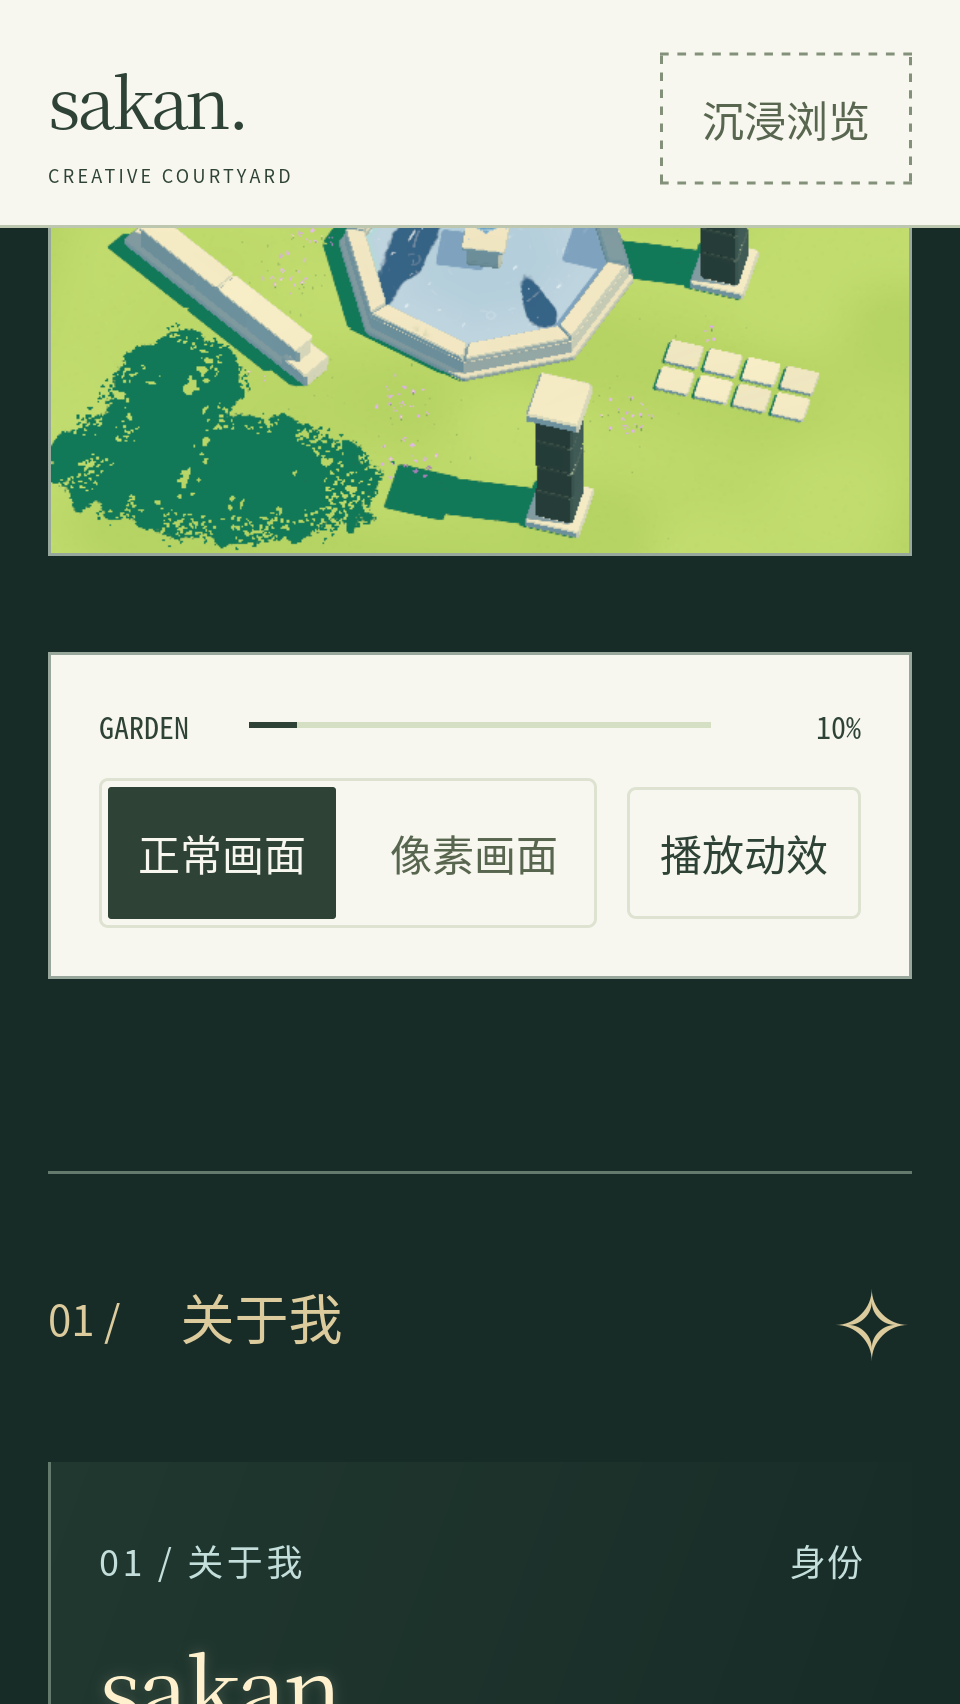 sakan.
CREATIVE COURTYARD
沉浸浏览
GARDEN 10%
正常画面 像素画面 播放动效
01 / 关于我
01 / 关于我 身份
sakan